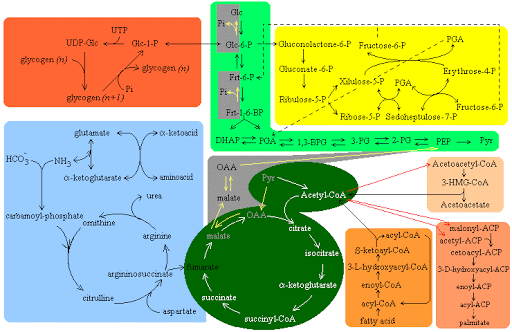 UTP
UDP-Glc
Glc-1-P
glycogen (n)
glycogen (n)
Pi
glycogen (n+1)
Glc
Pi
Glc-6-P
Frt-6-P
Pi
Frt-1-6-BP
Gluconolactone-6-P
Gluconate-6-P
Ribulose-5-P
Fructose-6-P
PGA
Xilulose-5-P
PGA
Erythrose-4-P
Ribose-5-P
Sedoheptulose-7-P
Fructose-6-P
DHAP
PGA
1,3-BPG
3-PG
2-PG
PEP
Pyr
glutamate
α-ketoacid
HCO3-
NH3
α-ketoglutarate
aminoacid
carbamoyl-phosphate
urea
ornithine
arginine
argininosuccinate
fumarate
citrulline
aspartate
OAA
malate
Pyr
Acetyl-CoA
OAA
malate
citrate
isocitrate
α-ketoglutarate
succinyl-CoA
succinate
Acetoacetyl-CoA
3-HMG-CoA
Acetoacetate
acyl-CoA
ß-ketoyal-CoA
3-L-hydroxyacyl-CoA
enoyl-CoA
acyl-CoA
fatty acid
malonyl-ACP
acetyl-ACP
cetoacyl-ACP
3-D-hydroxyacyl-ACP
enoyl-ACP
acyl-ACP
palmitate